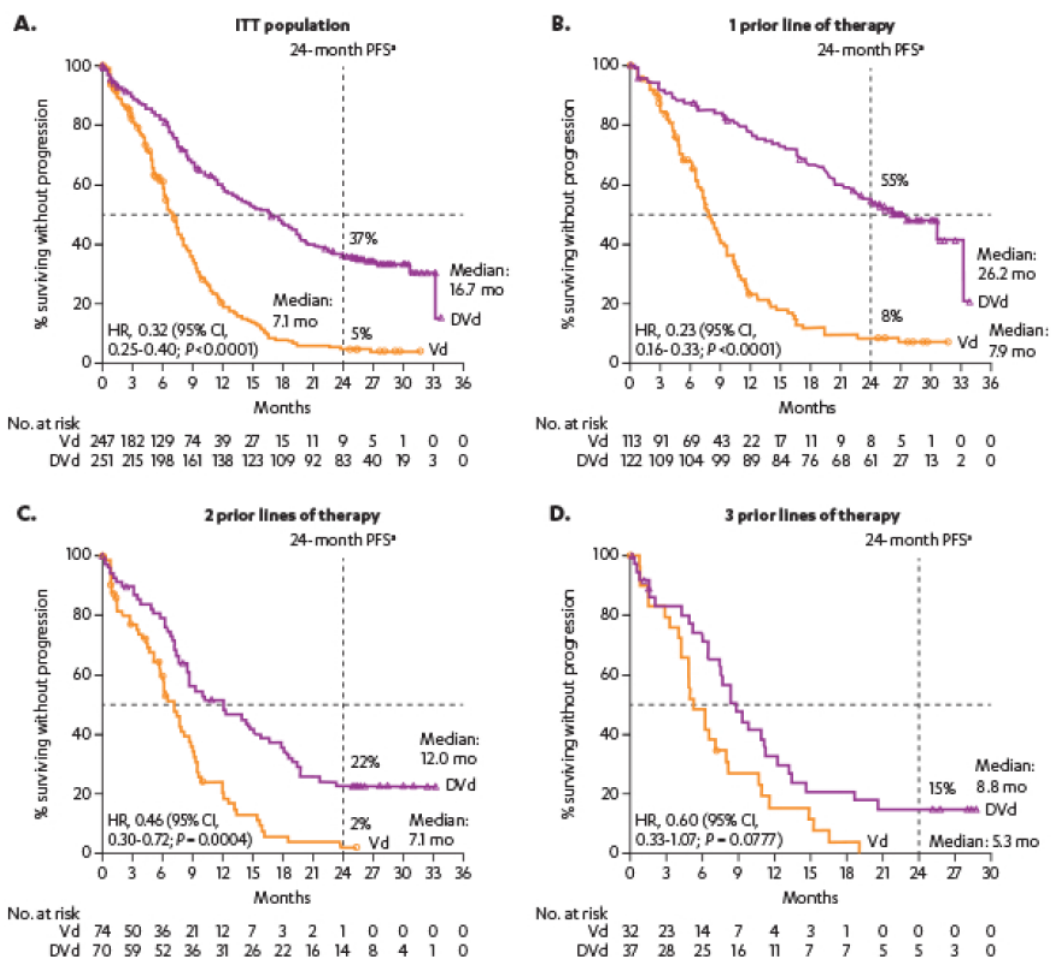 A.
ITT population
24-month PFSª
% surviving without progression
100
80
60
40
20
0
37%
Median:
16.7 mo
DVd
Median:
7.1 mo
5%
Vd
HR, 0.32 (95% CI,
0.25-0.40; P<0.0001)
0 3 6 9 12 15 18 21 24 27 30 33 36
Months
No. at risk
Vd 247 182 129 74 39 27 15 11 9 5 1 0 0
DVd 251 215 198 161 138 123 109 92 83 40 19 3 0
B.
1 prior line of therapy
24-month PFSª
% surviving without progression
100
80
60
40
20
0
55%
Median:
26.2 mo
DVd
8%
Vd
Median:
7.9 mo
HR, 0.23 (95% CI,
0.16-0.33; P<0.0001)
0 3 6 9 12 15 18 21 24 27 30 33 36
Months
No. at risk
Vd 113 91 69 43 22 17 11 9 8 5 1 0 0
DVd 122 109 104 99 89 84 76 68 61 27 13 2 0
C.
2 prior lines of therapy
24-month PFSª
% surviving without progression
100
80
60
40
20
0
22%
Median:
12.0 mo
DVd
2%
Vd
Median:
7.1 mo
HR, 0.46 (95% CI,
0.30-0.72; P = 0.0004)
0 3 6 9 12 15 18 21 24 27 30 33 36
Months
No. at risk
Vd 74 50 36 21 12 7 3 2 1 0 0 0 0
DVd 70 59 52 36 31 26 22 16 14 8 4 1 0
D.
3 prior lines of therapy
24-month PFSª
% surviving without progression
100
80
60
40
20
0
15%
Median:
8.8 mo
DVd
Vd
Median: 5.3 mo
HR, 0.60 (95% CI,
0.33-1.07; P = 0.0777)
0 3 6 9 12 15 18 21 24 27 30
Months
No. at risk
Vd 32 23 14 7 4 3 1 0 0 0 0
DVd 37 28 25 16 11 7 7 5 5 3 0